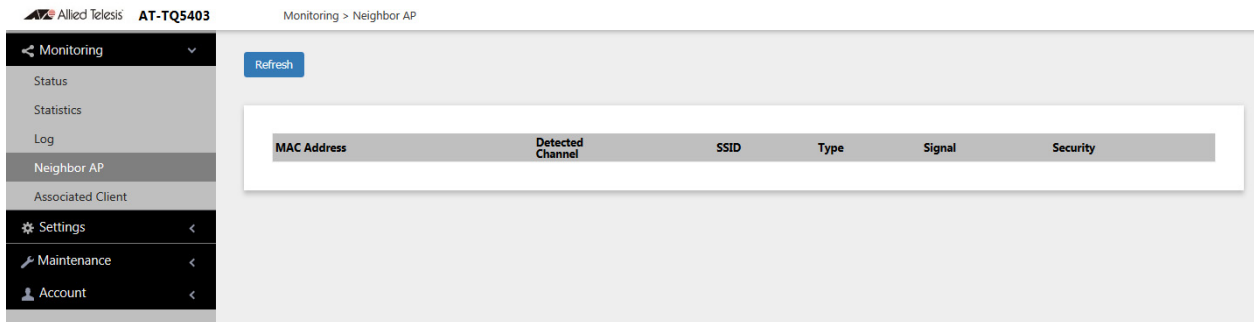 Allied Telesis AT-TQ5403 Monitoring > Neighbor AP
Monitoring
Refresh
Status
Statistics
Log
MAC Address Detected Channel SSID Type Signal Security
Neighbor AP
Associated Client
Settings
Maintenance
Account